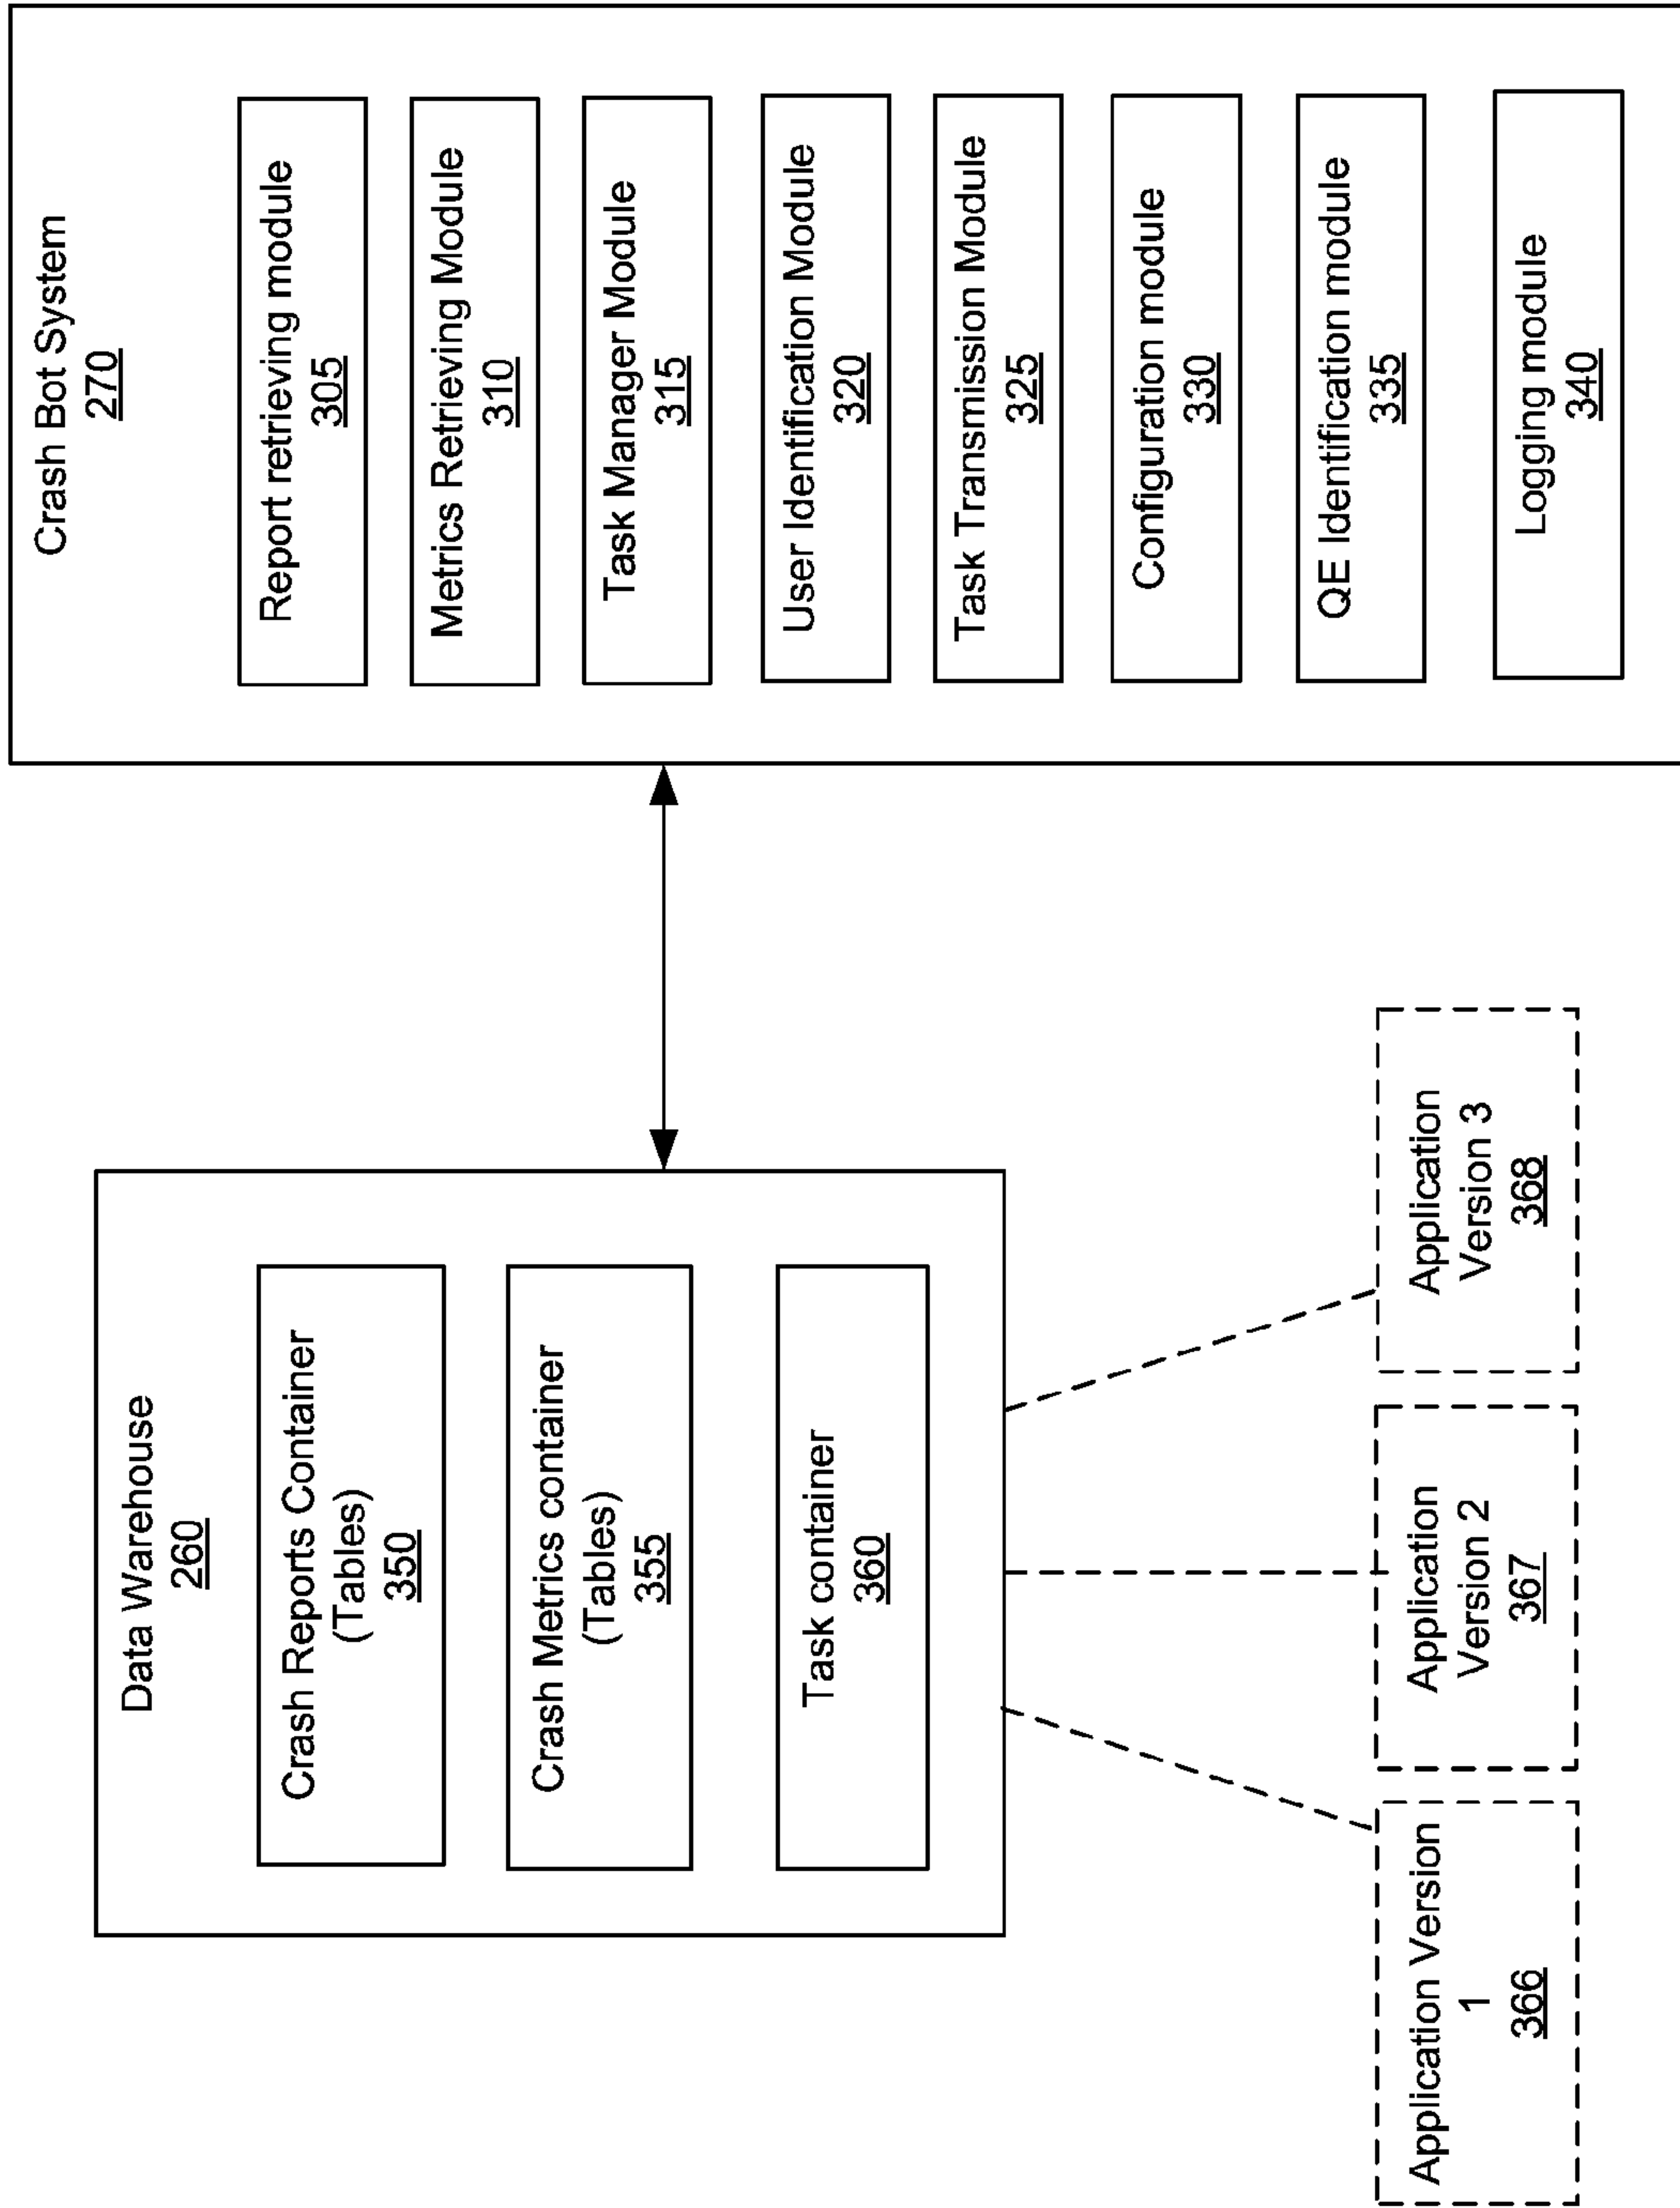 Data Warehouse
260
Crash Reports Container
(Tables)
350
Crash Metrics container
(Tables)
355
Task container
360
Application Version
1
366
Application
Version 2
367
Application
Version 3
368
Crash Bot System
270
Report retrieving module
305
Metrics Retrieving Module
310
Task Manager Module
315
User Identification Module
320
Task Transmission Module
325
Configuration module
330
QE Identification module
335
Logging module
340